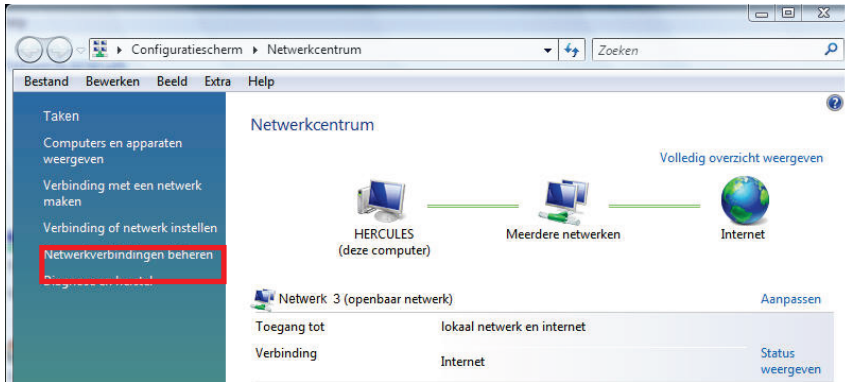 Configuratiescherm Netwerkcentrum Zoeken
Bestand Bewerken Beeld Extra Help
Taken
Computers en apparaten
weergeven
Verbinding met een netwerk
maken
Verbinding of netwerk instellen
Netwerkverbindingen beheren
Netwerkcentrum
Volledig overzicht weergeven
HERCULES
(deze computer)
Meerdere netwerken
Internet
Netwerk 3 (openbaar netwerk) Aanpassen
Toegang tot lokaal netwerk en internet
Verbinding Internet Status
weergeven